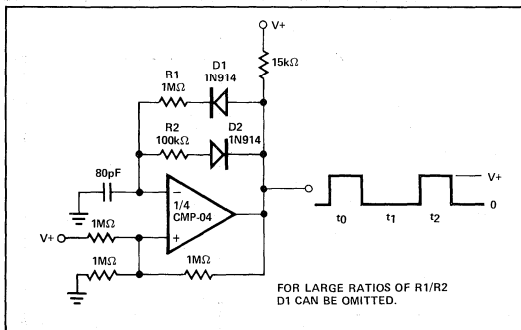 V+
15kΩ
R1
1MΩ
D1
1N914
R2
100kΩ
D2
1N914
80pF
−
1/4
CMP-04
+
1MΩ
V+
1MΩ
1MΩ
V+
0
t0
t1
t2
FOR LARGE RATIOS OF R1/R2
D1 CAN BE OMITTED.